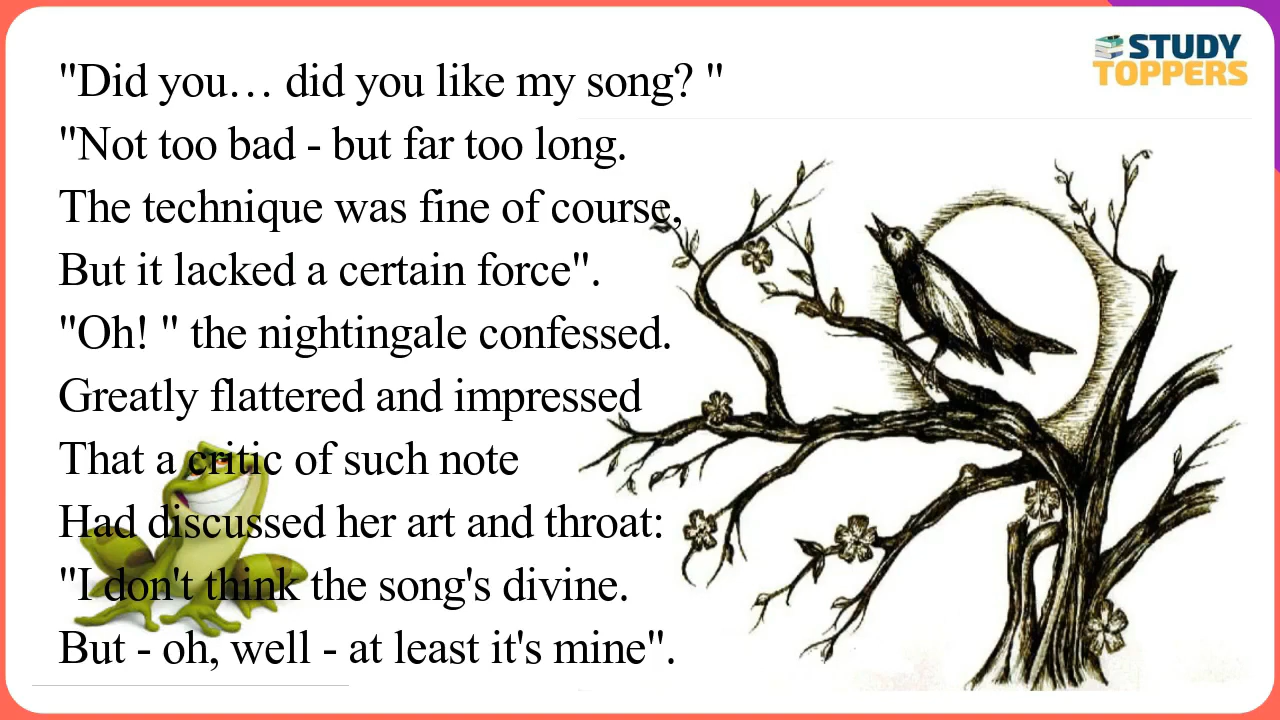 STUDY
TOPPERS
"Did you… did you like my song? "
"Not too bad - but far too long.
The technique was fine of course,
But it lacked a certain force".
"Oh! " the nightingale confessed.
Greatly flattered and impressed
That a critic of such note
Had discussed her art and throat:
"I don't think the song's divine.
But - oh, well - at least it's mine".